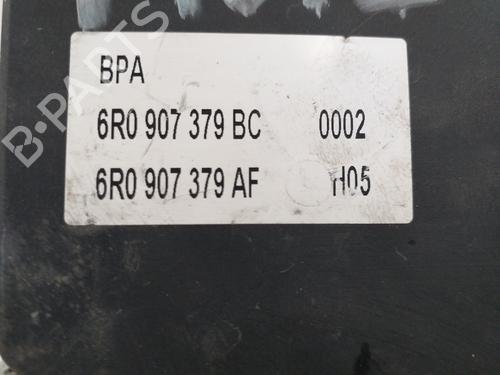 BPA
6R0 907 379 BC 0002
6R0 907 379 AF H05
B-PARTS